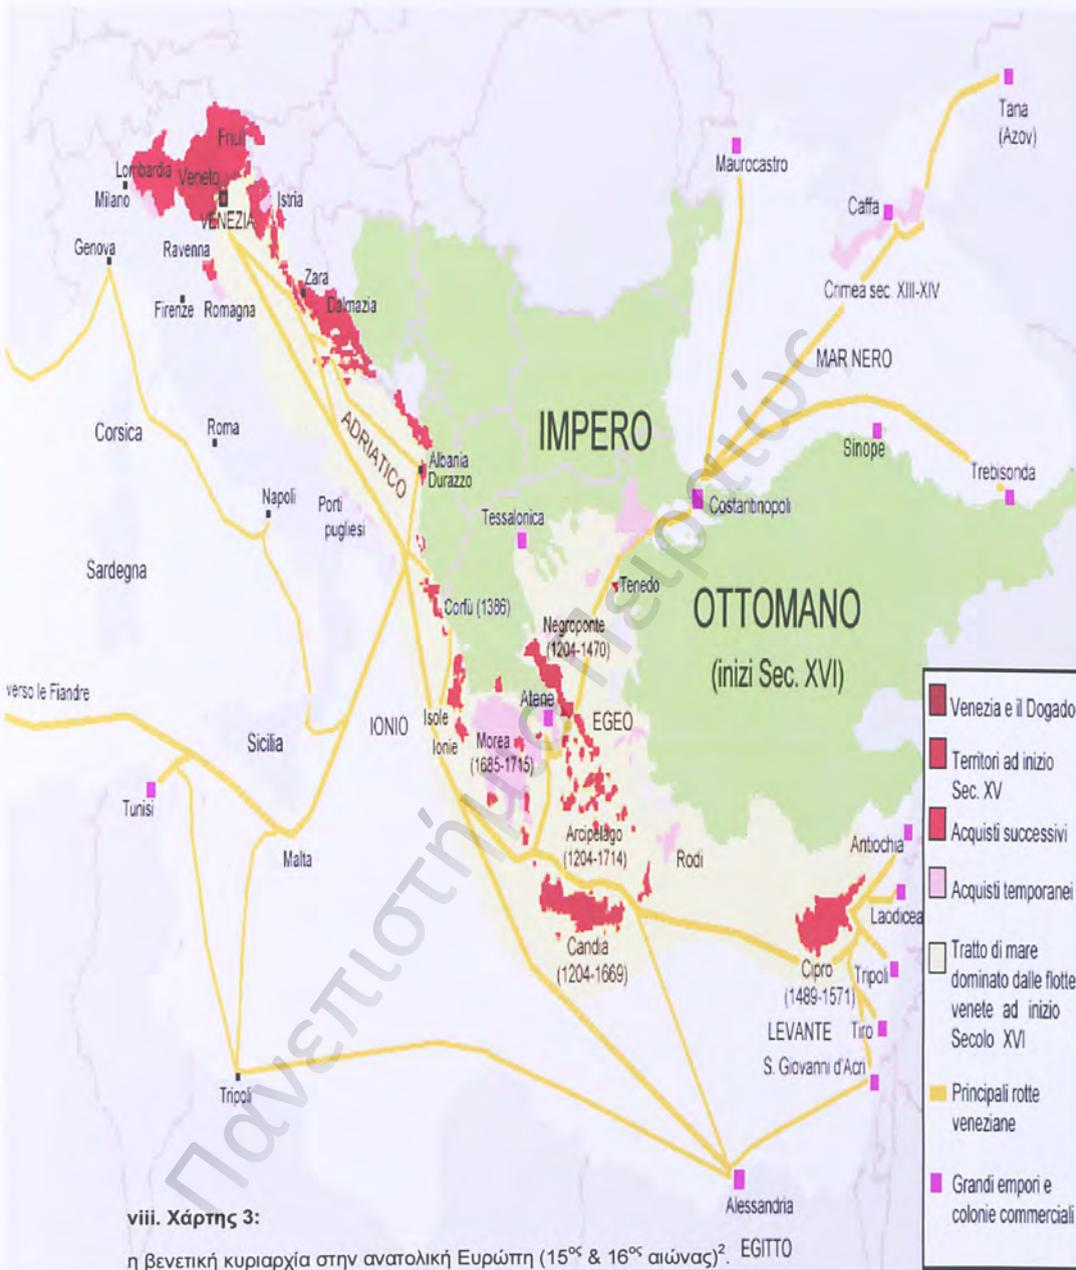 Tana
(Azov)
Maurocastro
Caffa
Crimea sec. XIII-XIV
MAR NERO
Friuli
Lombardia
Veneto
Milano
VENEZIA
Istria
Genova
Ravenna
Zara
Firenze
Romagna
Dalmazia
Corsica
Roma
ADRIATICO
IMPERO
Sinope
Trebisonda
Albania
Durazzo
Napoli
Porti
pugliesi
Tessalonica
Costantinopoli
Sardegna
Tenedo
Corfù (1386)
OTTOMANO
(inizi Sec. XVI)
Negroponte
(1204-1470)
verso le Fiandre
Atene
Isole
Ionie
IONIO
EGEO
Sicilia
Morea
(1685-1715)
Tunisi
Malta
Arcipelago
(1204-1714)
Rodi
Antiochia
Laodicea
Candia
(1204-1669)
Cipro
(1489-1571)
Tripoli
LEVANTE
Tiro
S. Giovanni d'Acri
Tripoli
Alessandria
EGITTO
Venezia e il Dogado
Territori ad inizio
Sec. XV
Acquisti successivi
Acquisti temporanei
Tratto di mare
dominato dalle flotte
venete ad inizio
Secolo XVI
Principali rotte
veneziane
Grandi empori e
colonie commerciali
Πανεπιστήμιο Πειραιώς
viii. Χάρτης 3:
η βενετική κυριαρχία στην ανατολική Ευρώπη (15ος & 16ος αιώνας)2.